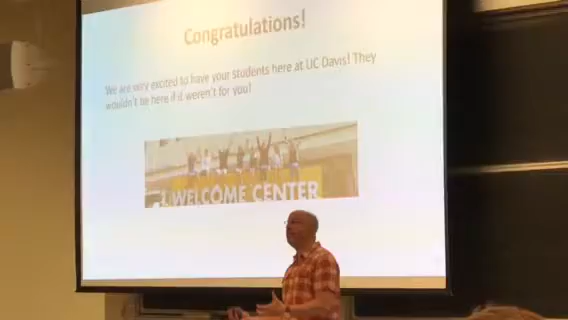 Congratulations!
We are very excited to have your students here at UC Davis! They
wouldn't be here if it weren't for you!
WELCOME CENTER